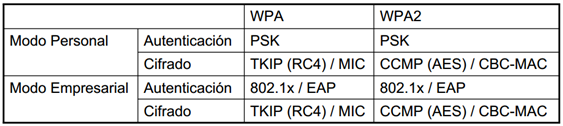 WPA WPA2
Modo Personal Autenticación PSK PSK
Cifrado TKIP (RC4) / MIC CCMP (AES) / CBC-MAC
Modo Empresarial Autenticación 802.1x / EAP 802.1x / EAP
Cifrado TKIP (RC4) / MIC CCMP (AES) / CBC-MAC